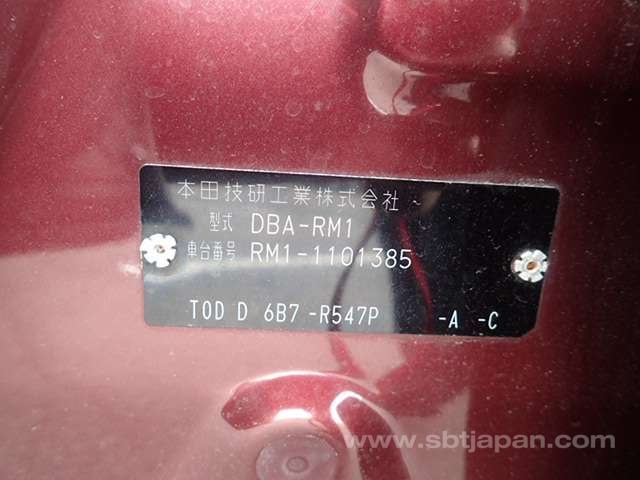 本田技研工業株式会社
型式 DBA-RM1
車台番号 RM1-1101385
TOD D 6B7 -R547P -A -C
www.sbtjapan.com